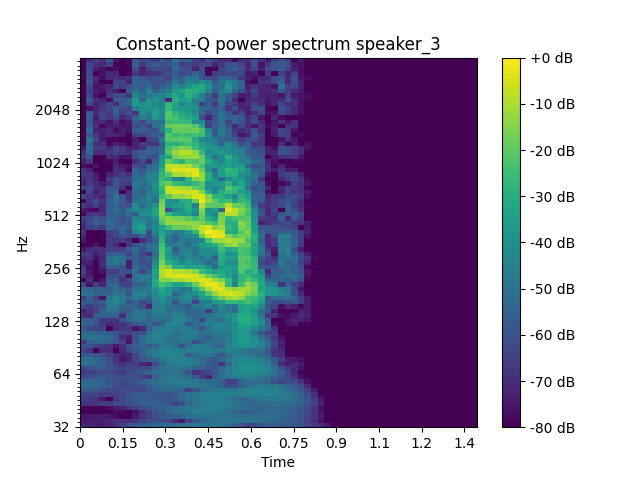 Constant-Q power spectrum speaker_3
Hz
2048
1024
512
256
128
64
32
0 0.15 0.3 0.45 0.6 0.75 0.9 1.1 1.2 1.4
Time
+0 dB
-10 dB
-20 dB
-30 dB
-40 dB
-50 dB
-60 dB
-70 dB
-80 dB